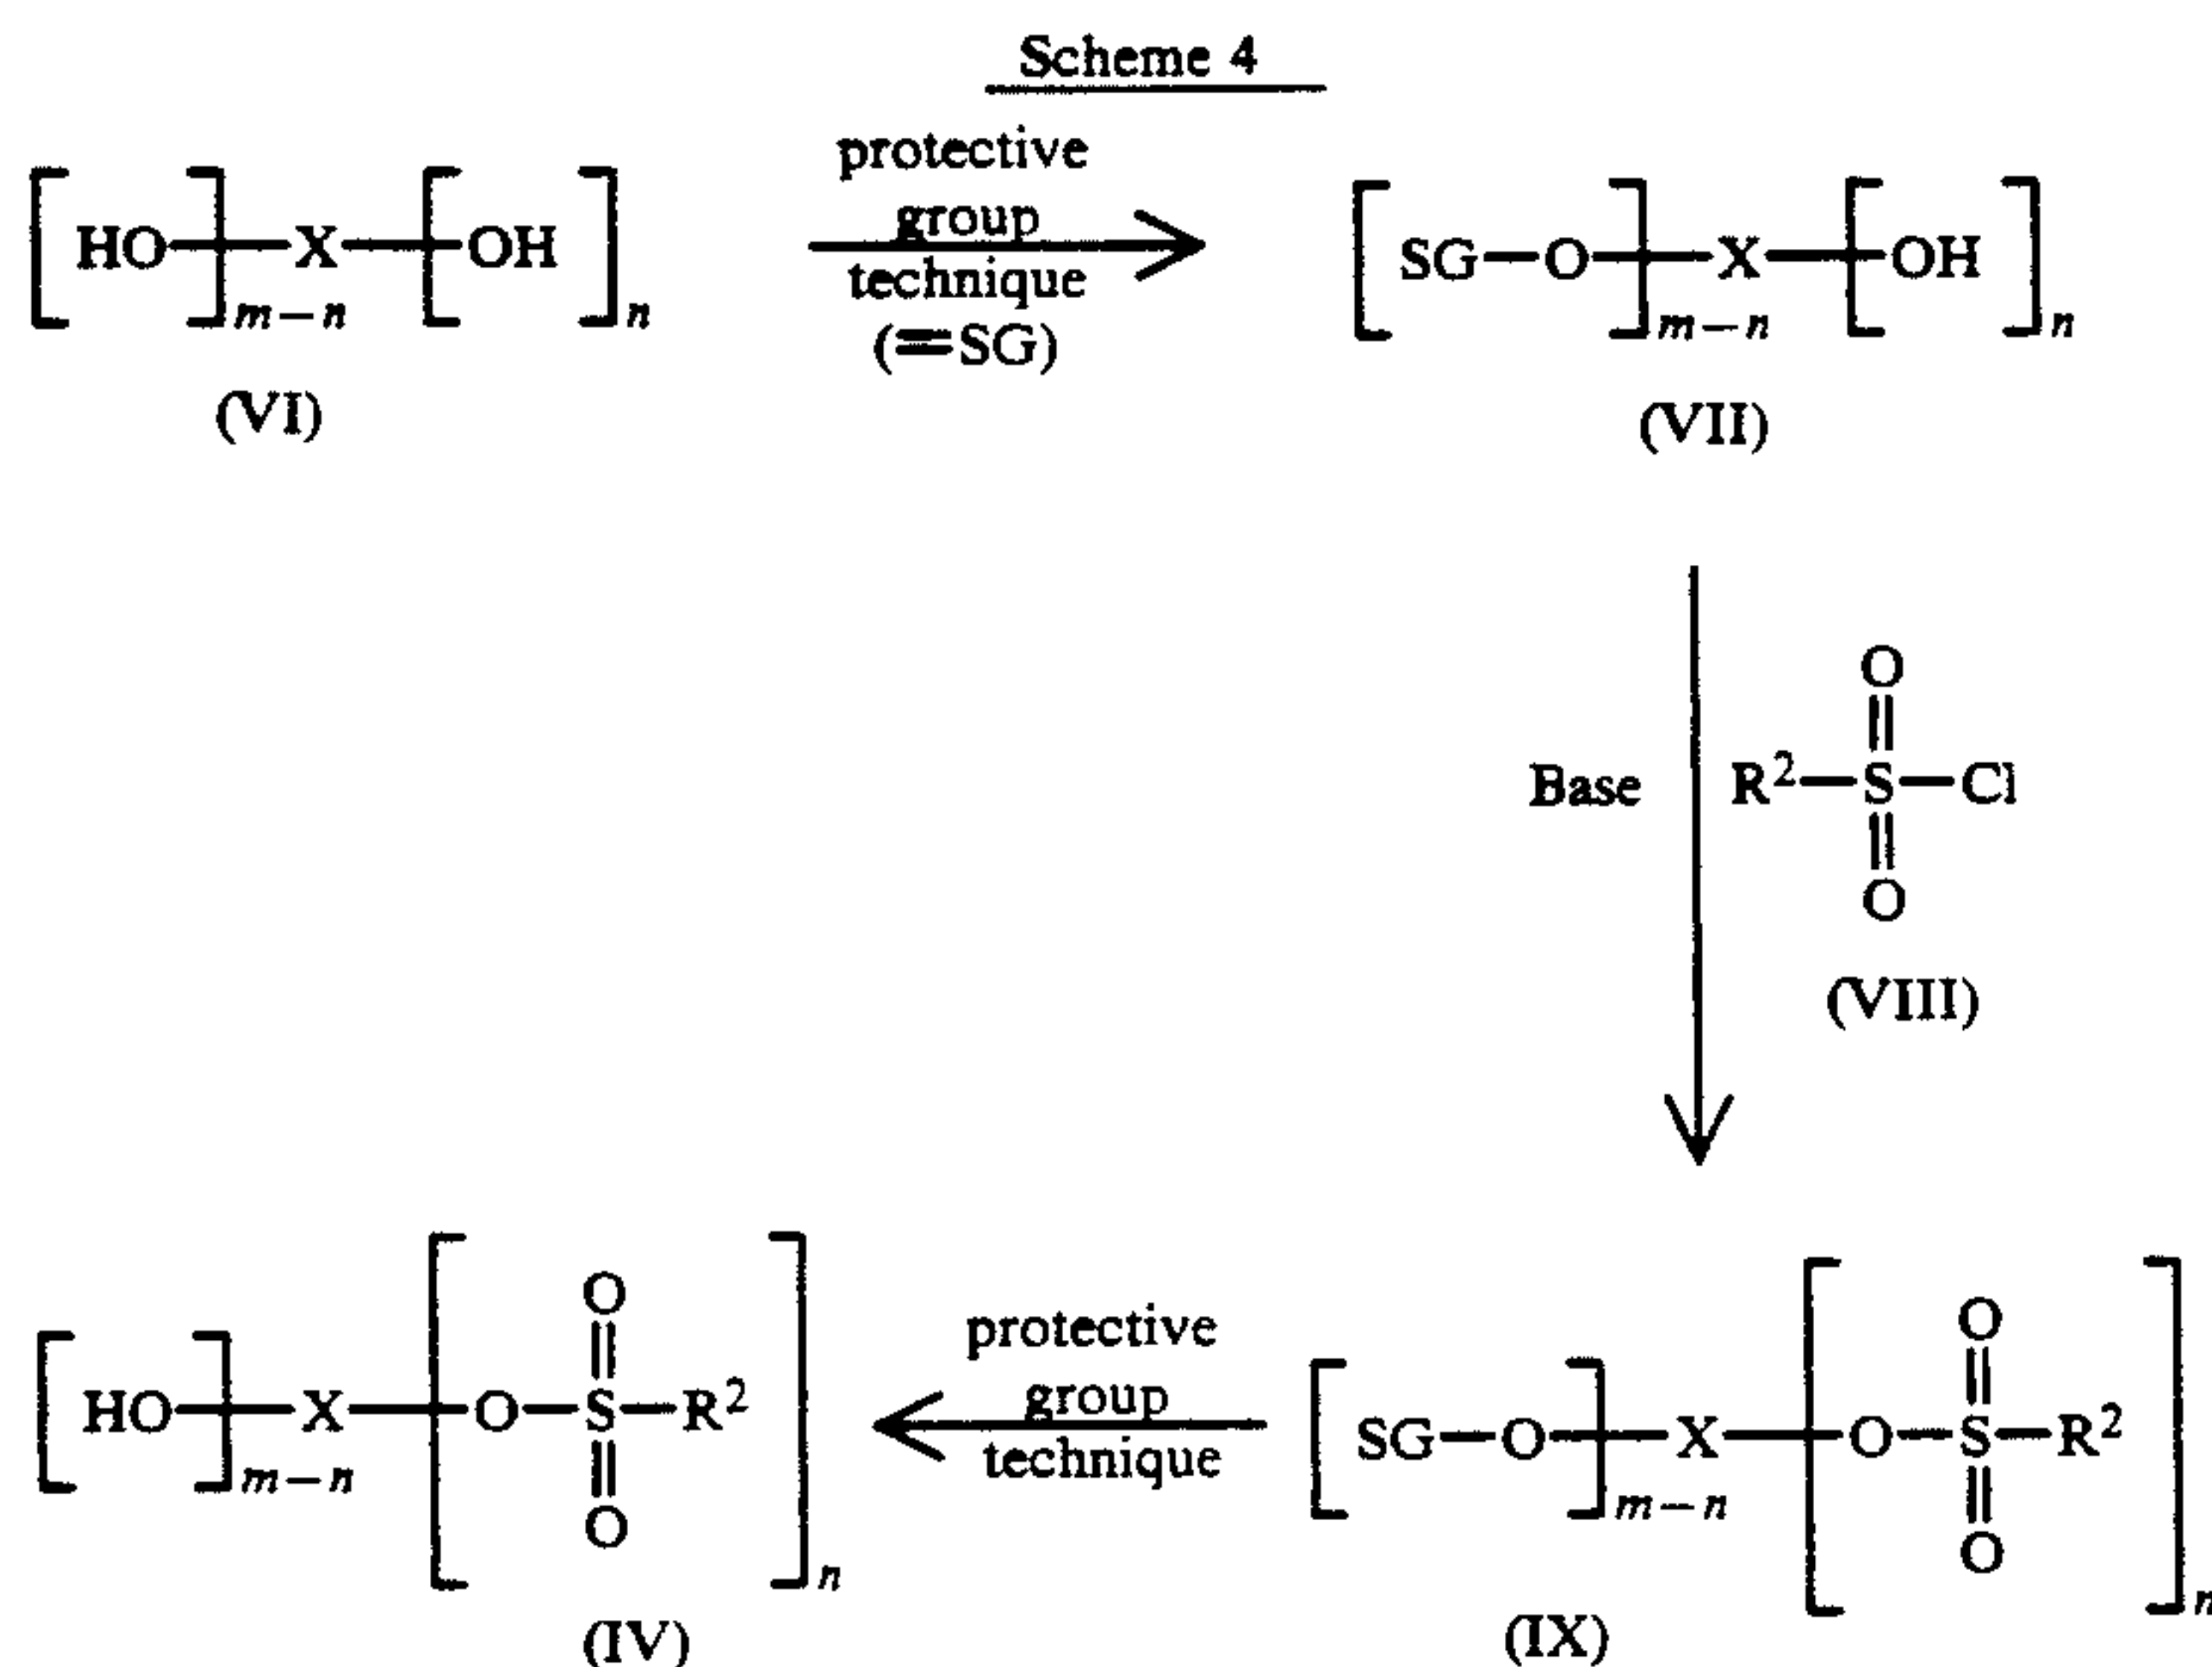 Scheme 4
[HO]m-n—X—[OH]n
protective
group
technique
(=SG)
[SG—O]m-n—X—[OH]n
(VI)
(VII)
O
Base
R2—S—Cl
O
(VIII)
O
[HO]m-n—X—[O—S—R2]n
O
(IV)
protective
group
technique
O
[SG—O]m-n—X—[O—S—R2]n
O
(IX)